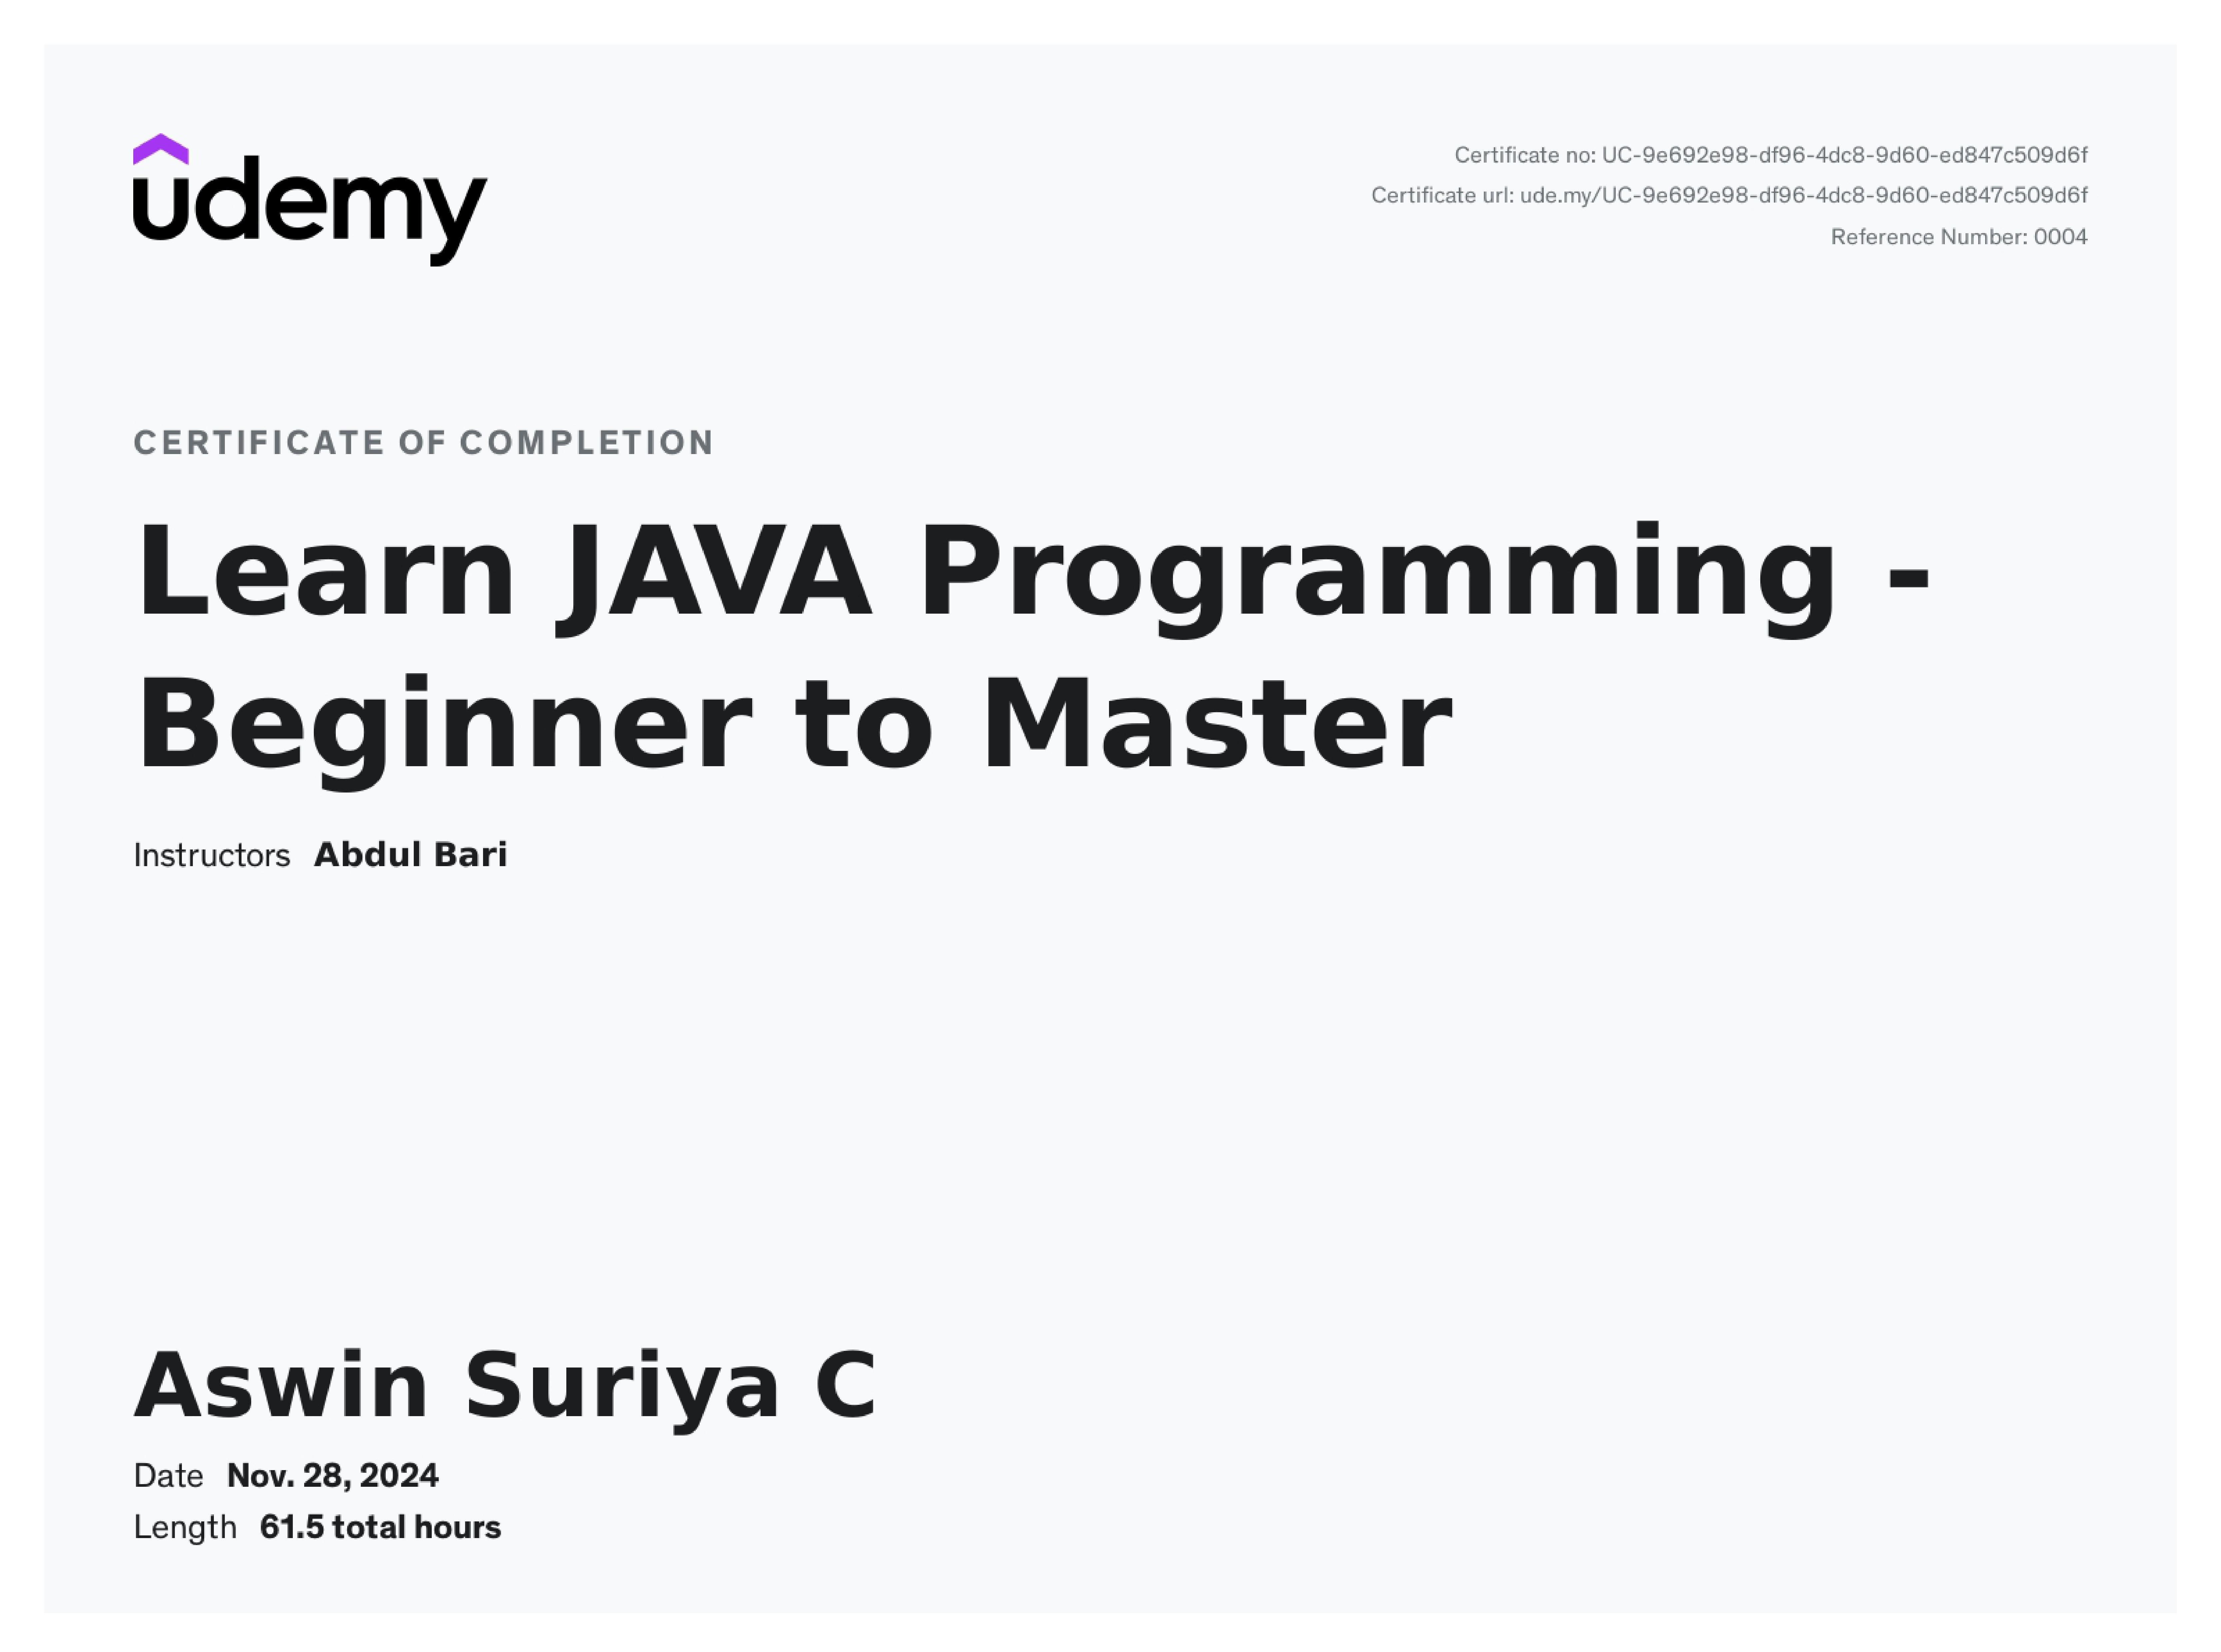 udemy
Certificate no: UC-9e692e98-df96-4dc8-9d60-ed847c509d6f
Certificate url: ude.my/UC-9e692e98-df96-4dc8-9d60-ed847c509d6f
Reference Number: 0004
CERTIFICATE OF COMPLETION
Learn JAVA Programming -
Beginner to Master
Instructors Abdul Bari
Aswin Suriya C
Date Nov. 28, 2024
Length 61.5 total hours